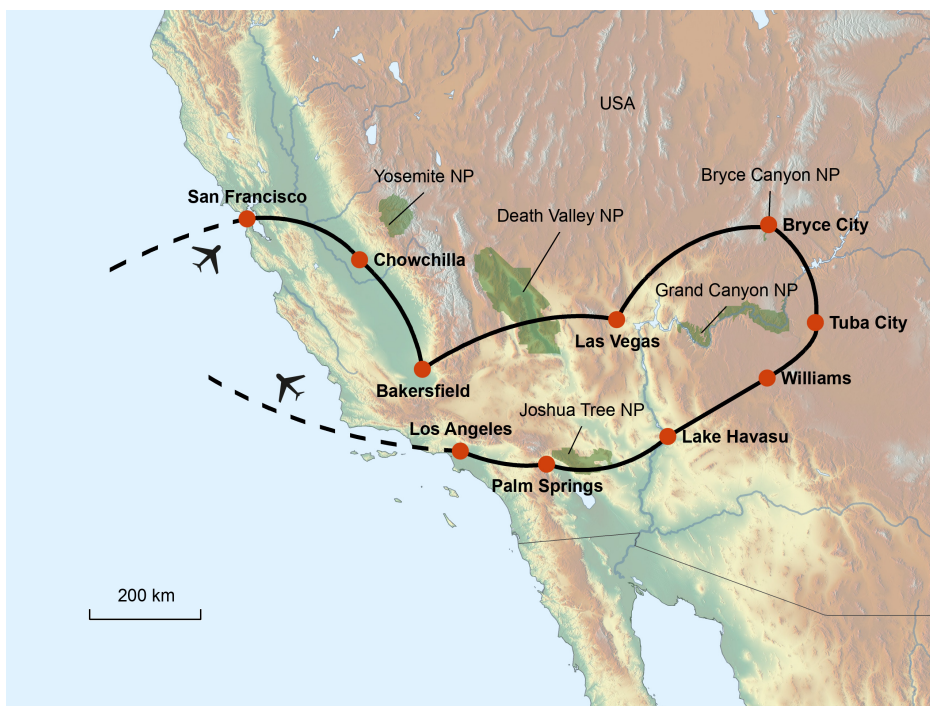 USA
Yosemite NP
Bryce Canyon NP
San Francisco
Death Valley NP
Bryce City
Chowchilla
Grand Canyon NP
Tuba City
Las Vegas
Williams
Bakersfield
Joshua Tree NP
Los Angeles
Lake Havasu
Palm Springs
200 km